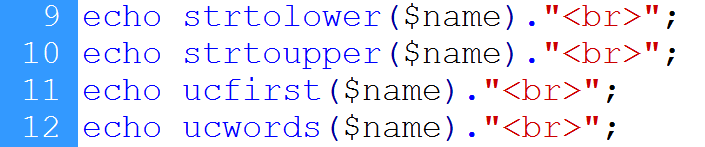 9 echo strtolower($name)."<br>";
10 echo strtoupper($name)."<br>";
11 echo ucfirst($name)."<br>";
12 echo ucwords($name)."<br>";